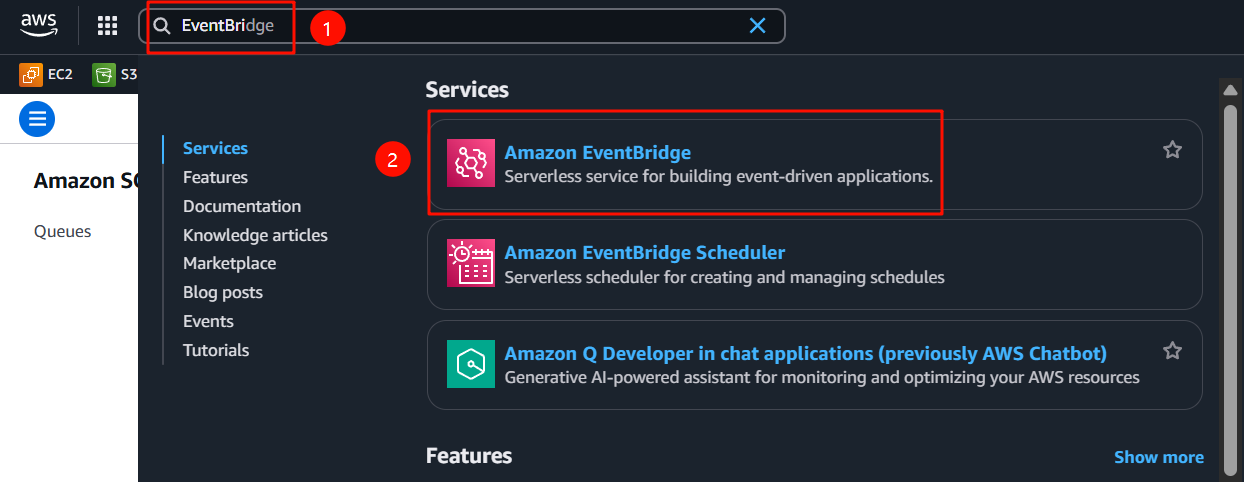 aws
EventBridge
1
EC2
S3
Amazon SQ
Queues
Services
Features
Documentation
Knowledge articles
Marketplace
Blog posts
Events
Tutorials
Services
2
Amazon EventBridge
Serverless service for building event-driven applications.
Amazon EventBridge Scheduler
Serverless scheduler for creating and managing schedules
Amazon Q Developer in chat applications (previously AWS Chatbot)
Generative AI-powered assistant for monitoring and optimizing your AWS resources
Features
Show more